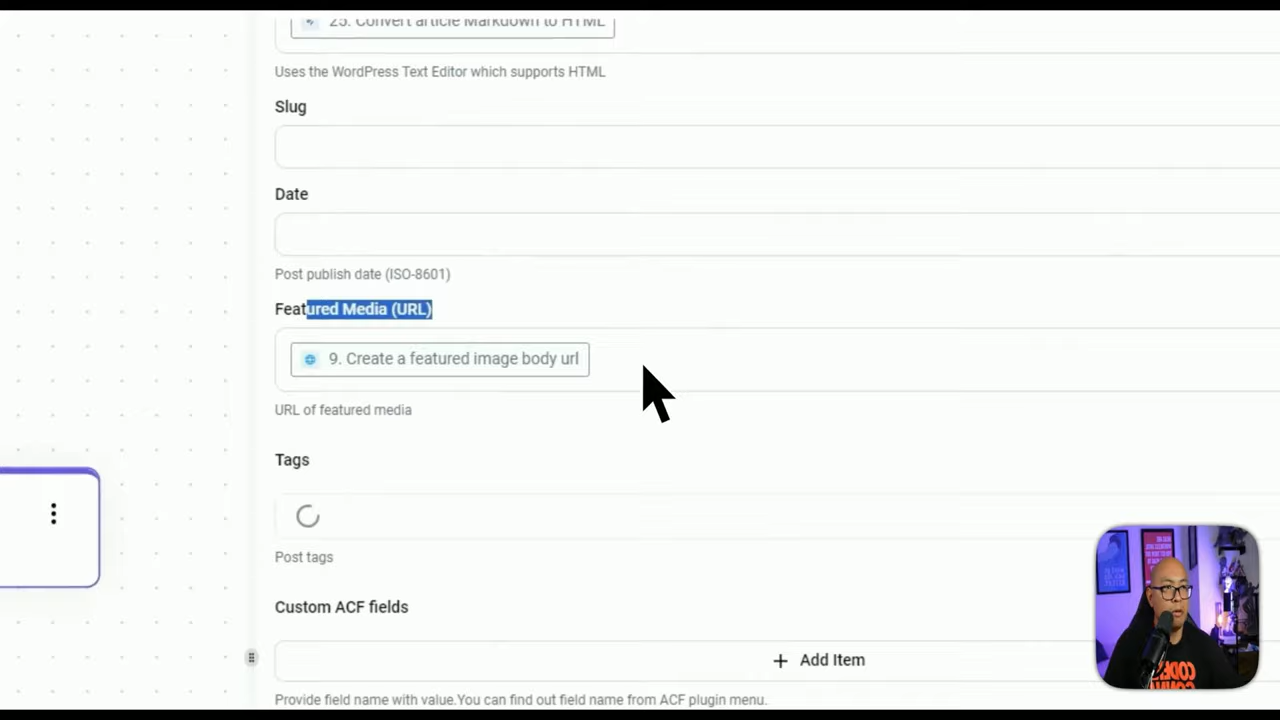 25. Convert article Markdown to HTML
Uses the WordPress Text Editor which supports HTML
Slug
Date
Post publish date (ISO-8601)
Featured Media (URL)
9. Create a featured image body url
URL of featured media
Tags
Post tags
Custom ACF fields
+ Add Item
Provide field name with value.You can find out field name from ACF plugin menu.